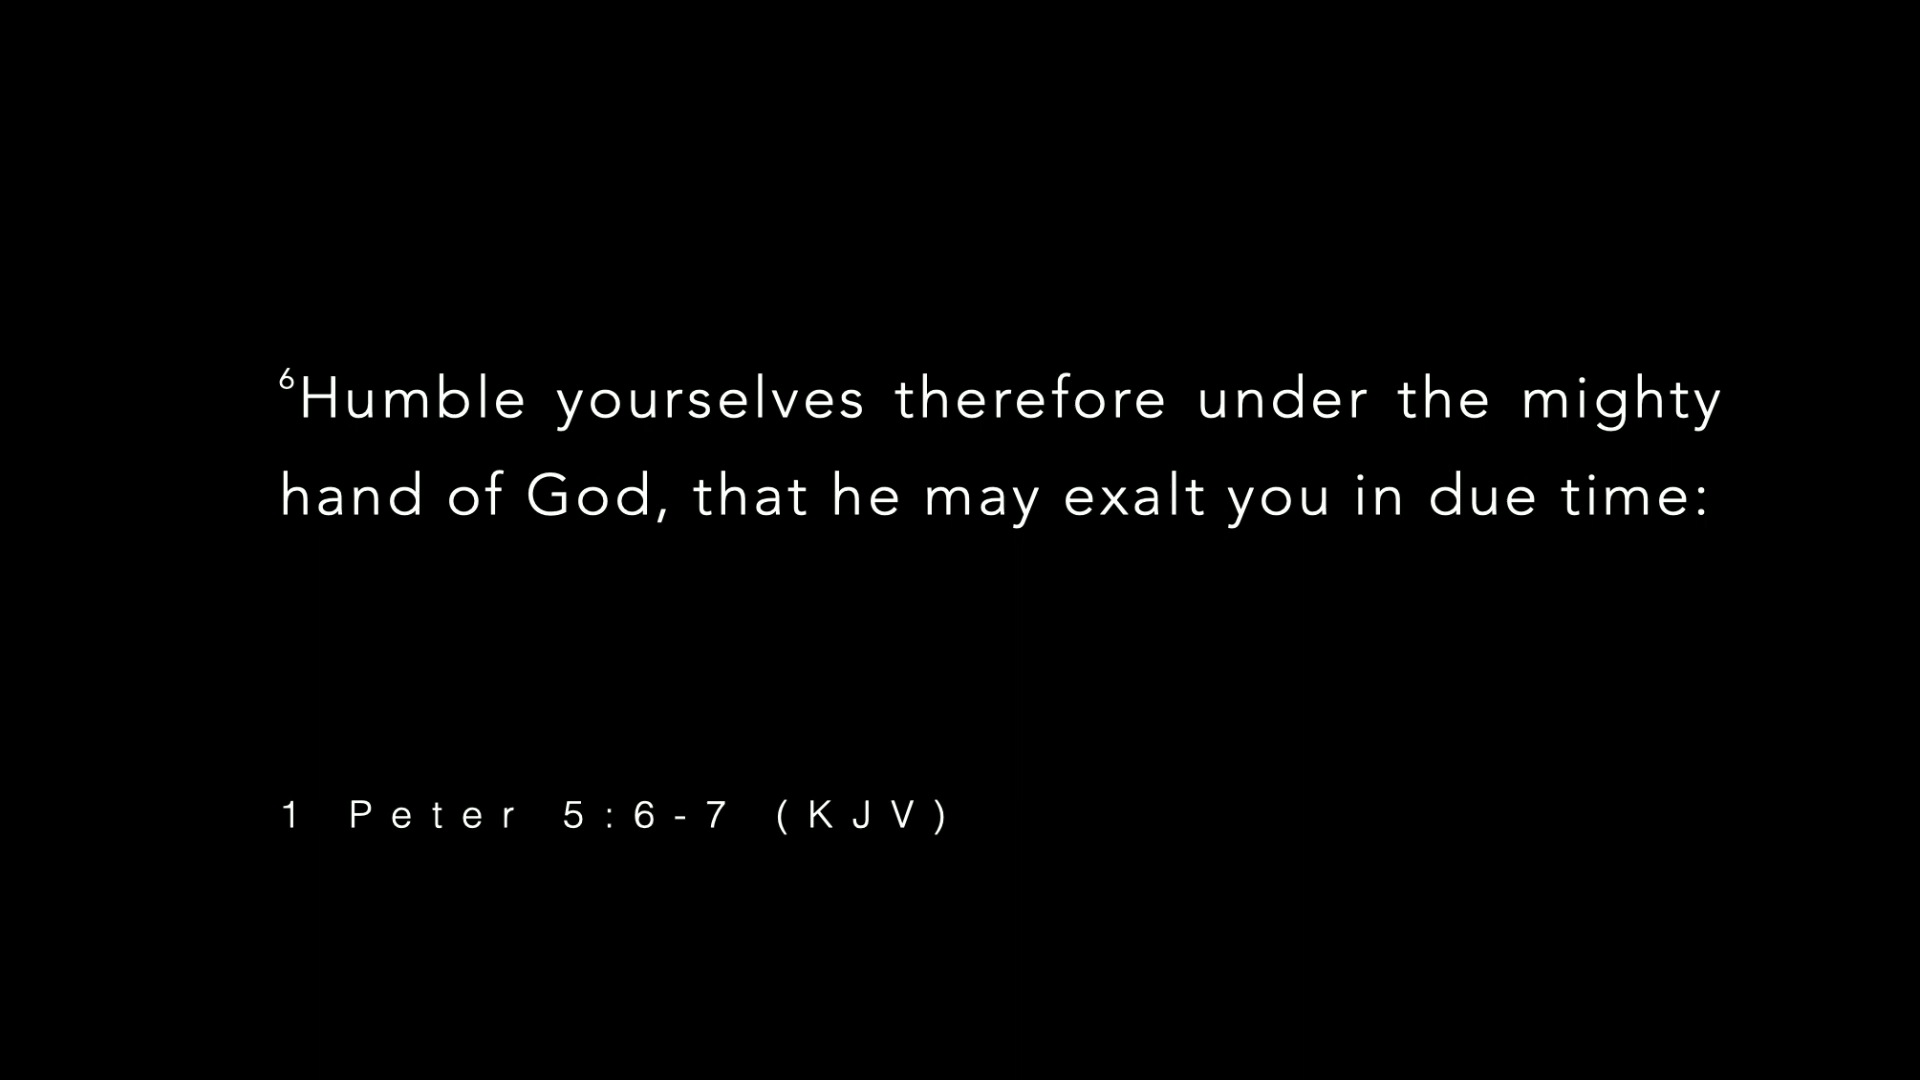 ⁶Humble yourselves therefore under the mighty
hand of God, that he may exalt you in due time:
1 Peter 5:6-7 (KJV)